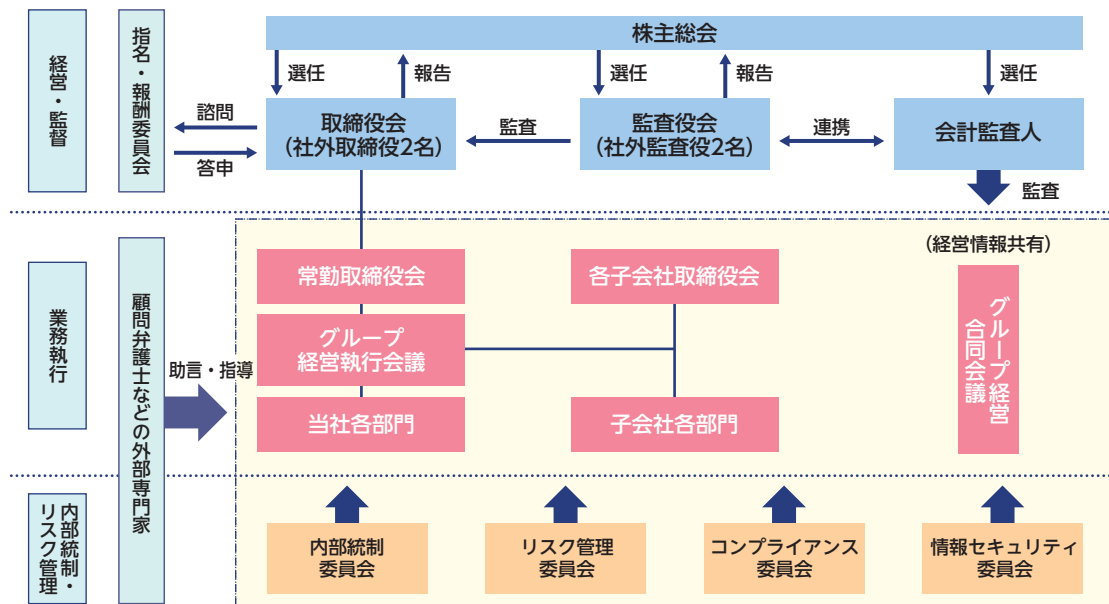 経営・監督
指名・報酬委員会
株主総会
選任
報告
選任
報告
選任
諮問
答申
取締役会
(社外取締役2名)
監査
監査役会
(社外監査役2名)
連携
会計監査人
監査
業務執行
顧問弁護士などの外部専門家
助言・指導
常勤取締役会
グループ
経営執行会議
当社各部門
各子会社取締役会
子会社各部門
(経営情報共有)
グループ経営
合同会議
内部統制・
リスク管理
内部統制
委員会
リスク管理
委員会
コンプライアンス
委員会
情報セキュリティ
委員会